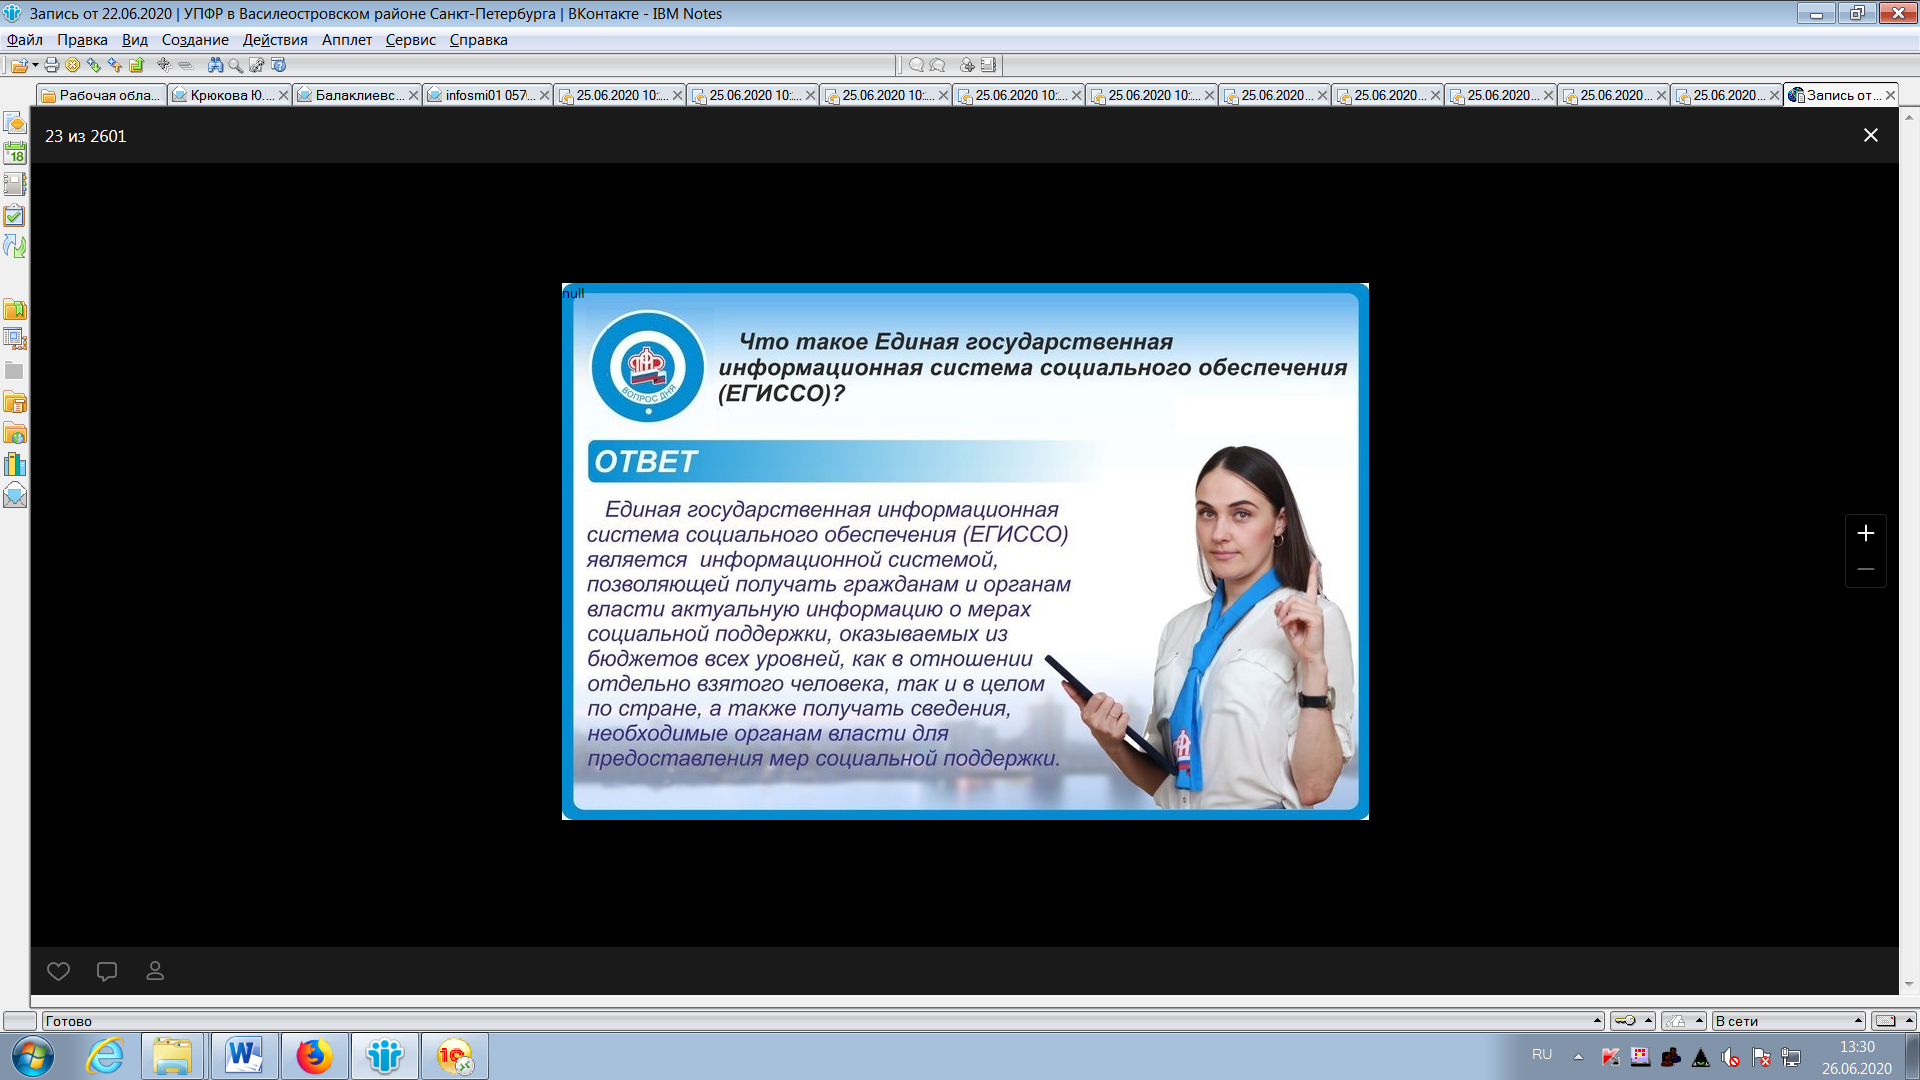 Запись от 22.06.2020 | УПФР в Василеостровском районе Санкт-Петербурга | ВКонтакте - IBM Notes
Файл Правка Вид Создание Действия Апплет Сервис Справка
Рабочая обла... Крюкова Ю.... Балаклиевс... infosmi01 057\... 25.06.2020 10:... 25.06.2020 10:... 25.06.2020 10:... 25.06.2020 10:... 25.06.2020 10:... 25.06.2020... 25.06.2020... 25.06.2020... 25.06.2020... 25.06.2020... Запись от...
23 из 2601
null
ПФР
ВОПРОС ДНЯ
Что такое Единая государственная
информационная система социального обеспечения
(ЕГИССО)?
ОТВЕТ
Единая государственная информационная
система социального обеспечения (ЕГИССО)
является информационной системой,
позволяющей получать гражданам и органам
власти актуальную информацию о мерах
социальной поддержки, оказываемых из
бюджетов всех уровней, как в отношении
отдельно взятого человека, так и в целом
по стране, а также получать сведения,
необходимые органам власти для
предоставления мер социальной поддержки.
Готово
В сети
RU
13:30
26.06.2020